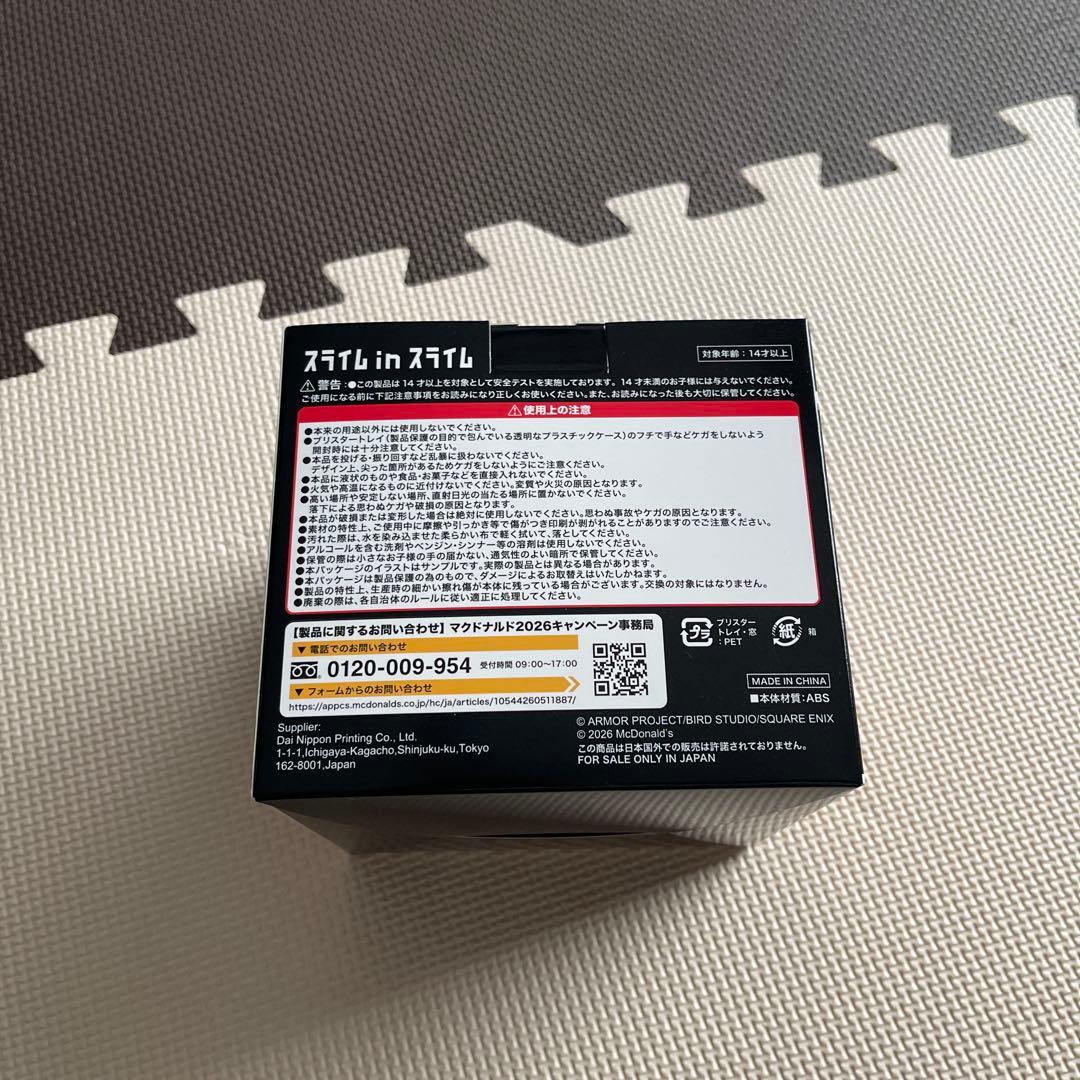 スライム in スライム
対象年齢：14才以上
⚠警告：●この製品は14才以上を対象として安全テストを実施しております。14才未満のお子様には与えないでください。
ご使用になる前に下記注意事項をお読みになり正しくお使いください。また、お読みになった後も大切に保管してください。
⚠使用上の注意
●本来の用途以外には使用しないでください。
●ブリスタートレイ（製品保護の目的で包んでいる透明なプラスチックケース）のフチで手などケガをしないよう
開封時には十分注意してください。
●本品を投げる・振り回すなど乱暴に扱わないでください。
デザイン上、尖った箇所があるためケガをしないようにご注意ください。
●本品に液状のものや食品・お菓子などを直接入れないでください。
●火気や高温になるものに近付けないでください。変質や火災の原因となります。
●高い場所や安定しない場所、直射日光の当たる場所に置かないでください。
落下による思わぬケガや破損の原因となります。
●本品が破損または変形した場合は絶対に使用しないでください。思わぬ事故やケガの原因となります。
●素材の特性上、ご使用中に摩擦や引っかき等で傷がつき印刷が剥がれることがありますのでご注意ください。
●汚れた際は、水を染み込ませた柔らかい布で軽く拭いて、落としてください。
●アルコールを含む洗剤やベンジン・シンナー等の溶剤は使用しないでください。
●保管の際は小さなお子様の手の届かない、通気性のよい暗所で保管してください。
●本パッケージのイラストはサンプルです。実際の製品とは異なる場合があります。
●本パッケージは製品保護の為のもので、ダメージによるお取替えはいたしかねます。
●製品の特性上、生産時の細かい擦れ傷が本体に残っている場合がございます。交換の対象にはなりません。
●廃棄の際は、各自治体のルールに従い適正に処理してください。
【製品に関するお問い合わせ】マクドナルド2026キャンペーン事務局
▼電話でのお問い合わせ
0120-009-954 受付時間 09:00〜17:00
▼フォームからのお問い合わせ
https://appcs.mcdonalds.co.jp/hc/ja/articles/10544260511887/
プラ
ブリスター
トレイ・窓
：PET
紙
箱
MADE IN CHINA
■本体材質：ABS
Supplier:
Dai Nippon Printing Co., Ltd.
1-1-1,Ichigaya-Kagacho,Shinjuku-ku,Tokyo
162-8001,Japan
© ARMOR PROJECT/BIRD STUDIO/SQUARE ENIX
© 2026 McDonald's
この商品は日本国外での販売は許諾されておりません。
FOR SALE ONLY IN JAPAN